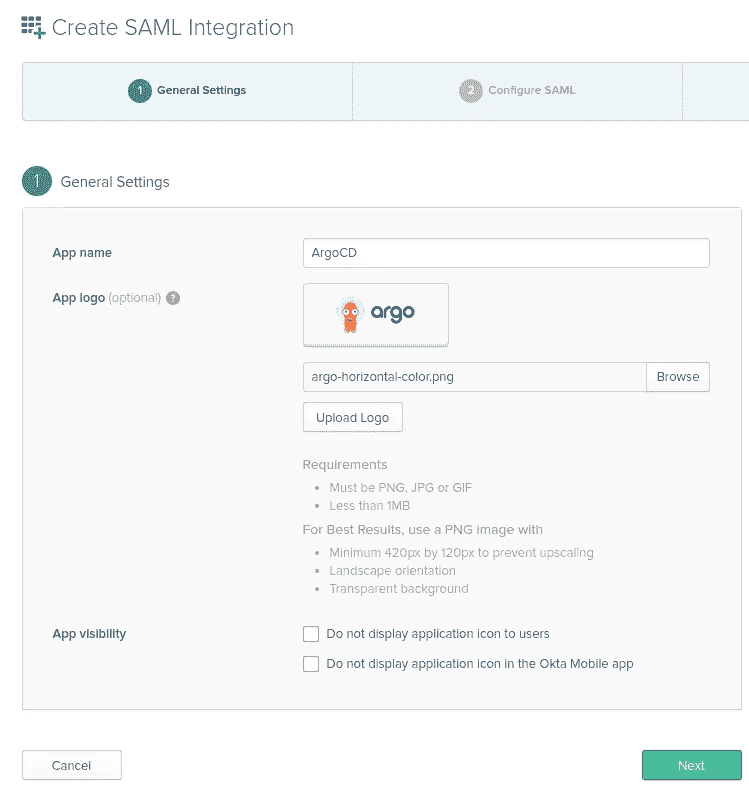 Create SAML Integration
1 General Settings
2 Configure SAML
1 General Settings
App name
ArgoCD
App logo (optional) ?
argo
argo-horizontal-color.png
Browse
Upload Logo
Requirements
• Must be PNG, JPG or GIF
• Less than 1MB
For Best Results, use a PNG image with
• Minimum 420px by 120px to prevent upscaling
• Landscape orientation
• Transparent background
App visibility
Do not display application icon to users
Do not display application icon in the Okta Mobile app
Cancel
Next